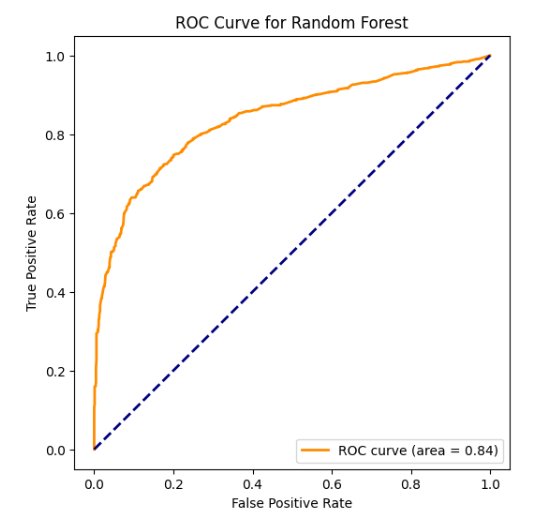 ROC Curve for Random Forest
True Positive Rate
1.0
0.8
0.6
0.4
0.2
0.0
ROC curve (area = 0.84)
0.0 0.2 0.4 0.6 0.8 1.0
False Positive Rate